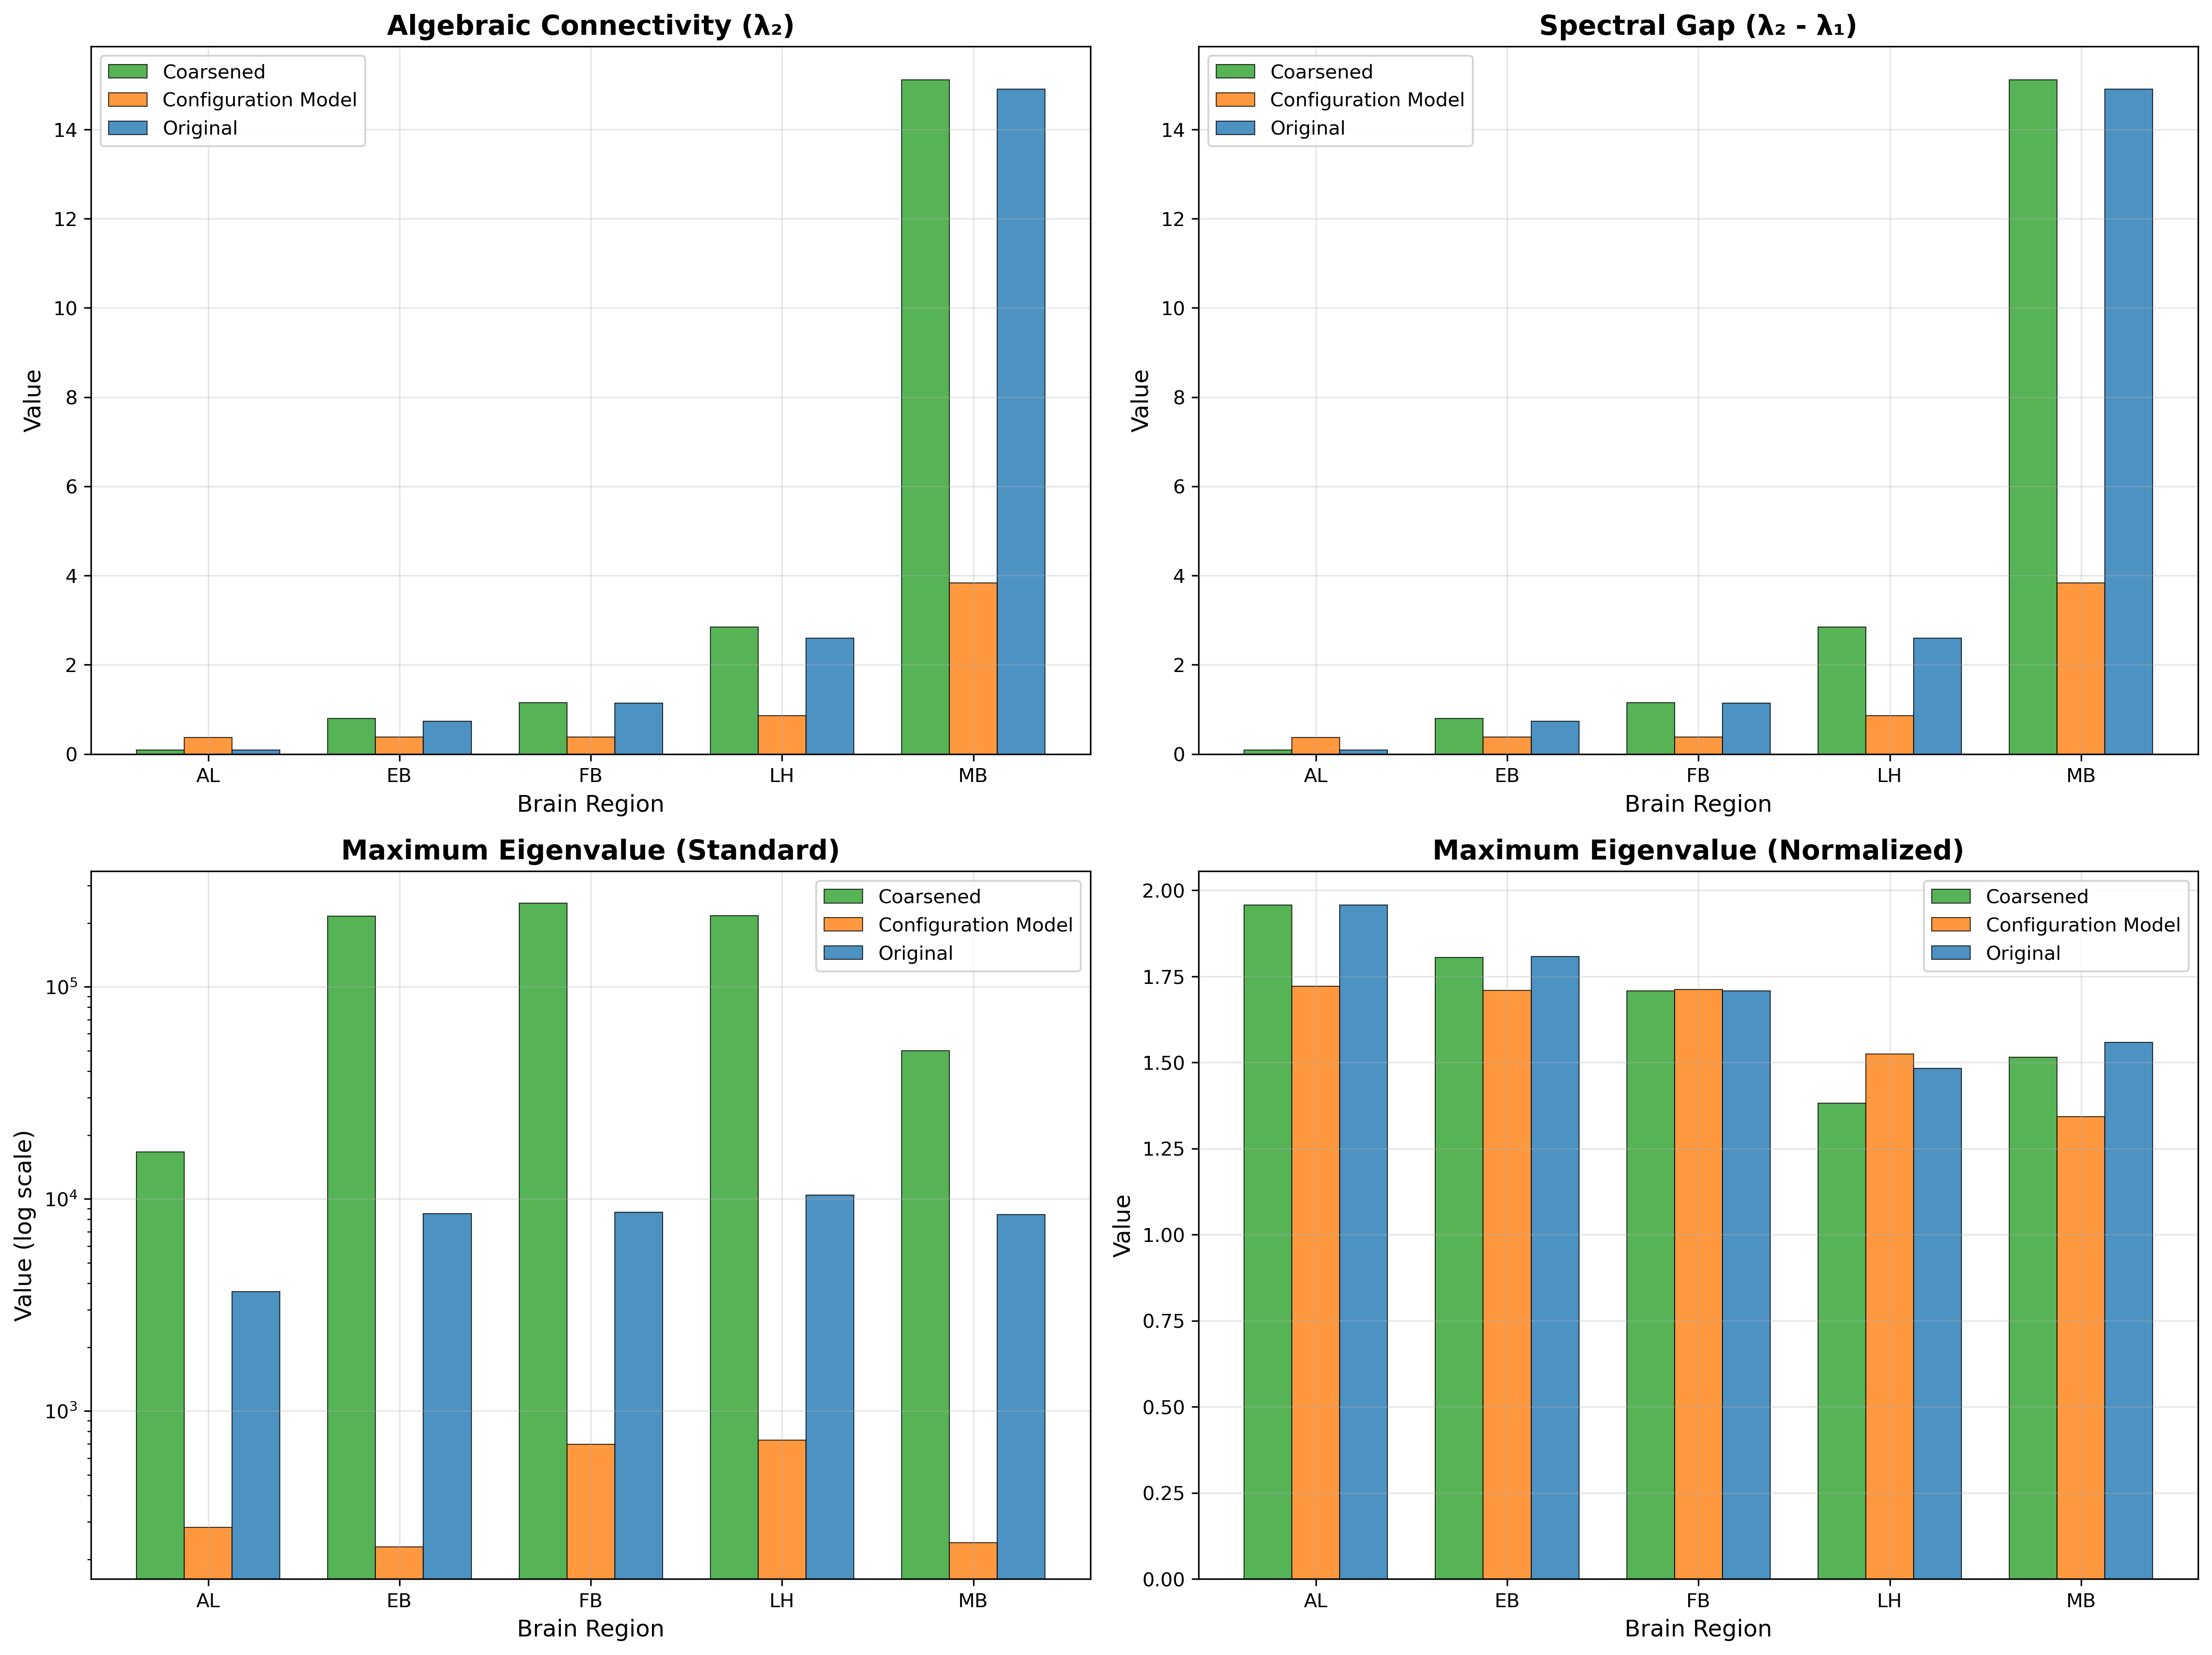 Algebraic Connectivity (λ₂)
Coarsened
Configuration Model
Original
Value
14
12
10
8
6
4
2
0
AL
EB
FB
LH
MB
Brain Region
Spectral Gap (λ₂ - λ₁)
Coarsened
Configuration Model
Original
Value
14
12
10
8
6
4
2
0
AL
EB
FB
LH
MB
Brain Region
Maximum Eigenvalue (Standard)
Coarsened
Configuration Model
Original
Value (log scale)
10⁵
10⁴
10³
AL
EB
FB
LH
MB
Brain Region
Maximum Eigenvalue (Normalized)
Coarsened
Configuration Model
Original
Value
2.00
1.75
1.50
1.25
1.00
0.75
0.50
0.25
0.00
AL
EB
FB
LH
MB
Brain Region